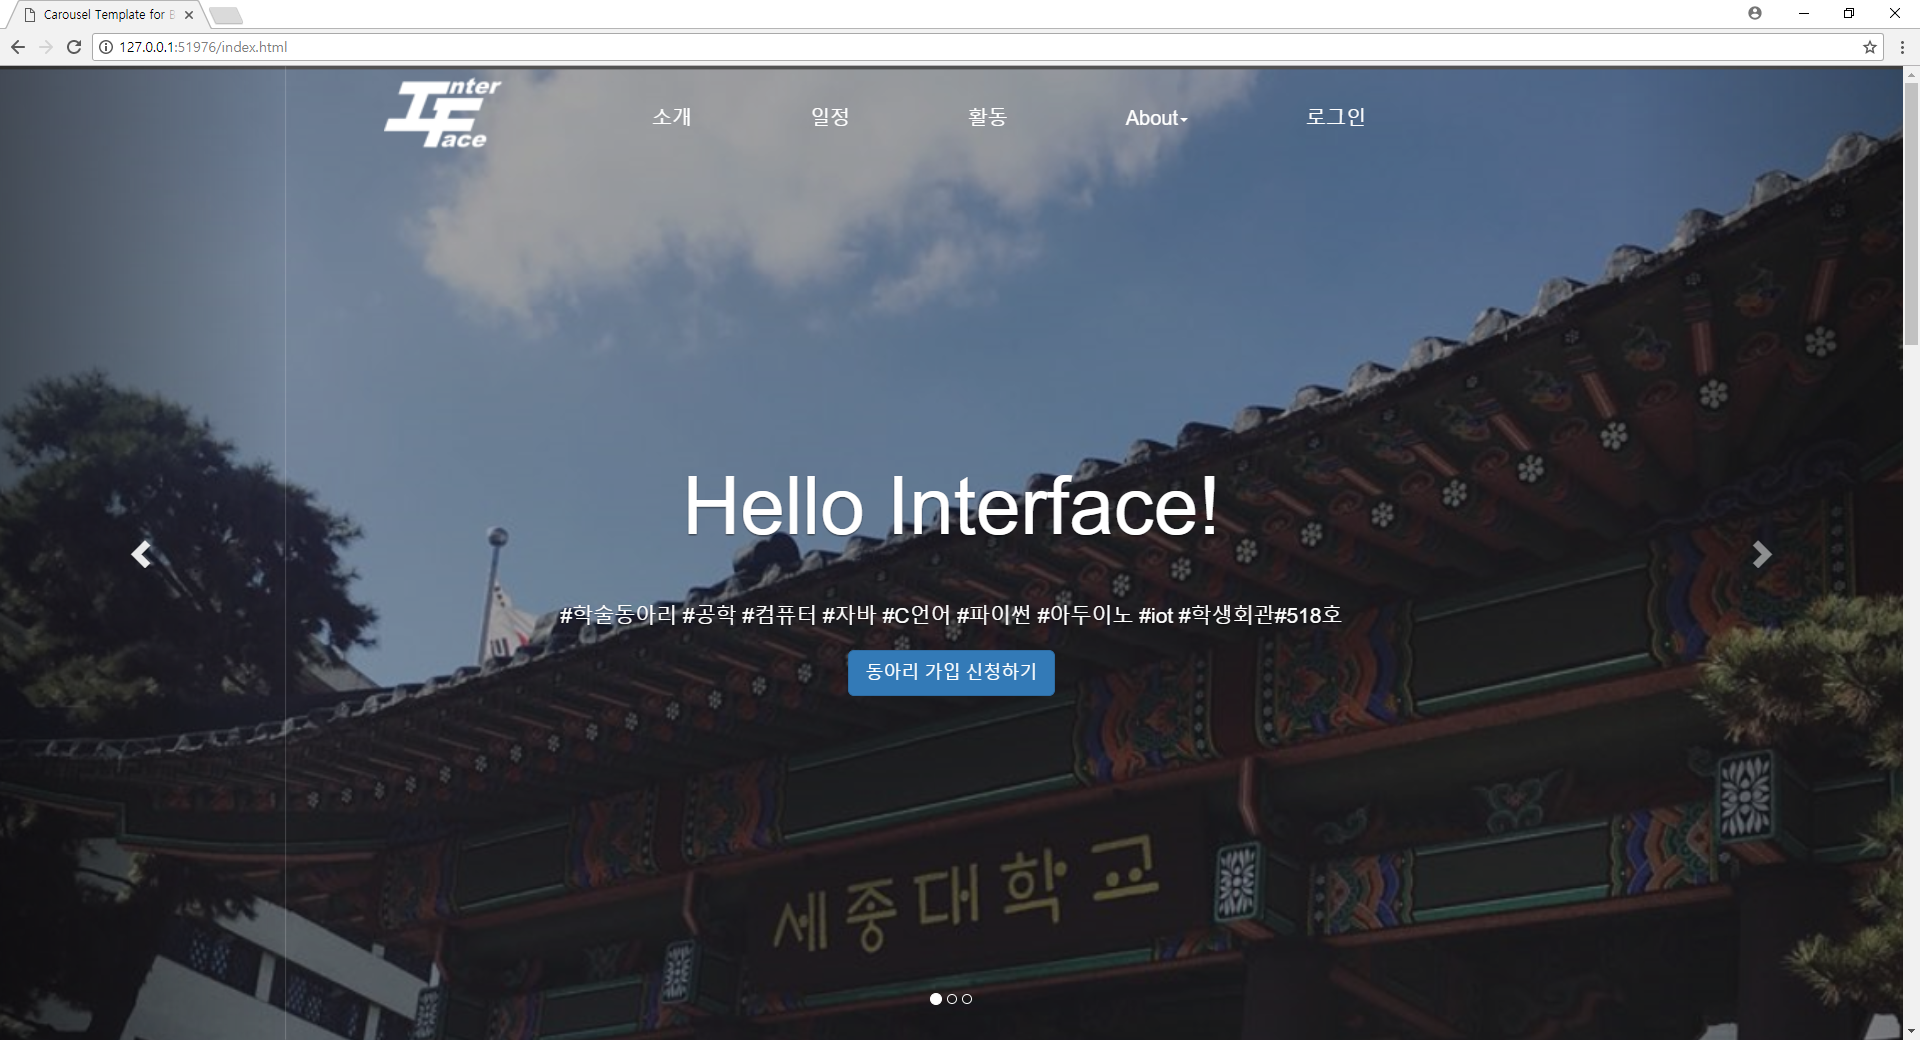 Carousel Template for B
127.0.0.1:51976/index.html
Inter
Face
소개 일정 활동 About 로그인
Hello Interface!
#학술동아리 #공학 #컴퓨터 #자바 #C언어 #파이썬 #아두이노 #iot #학생회관#518호
동아리 가입 신청하기
세종대학교